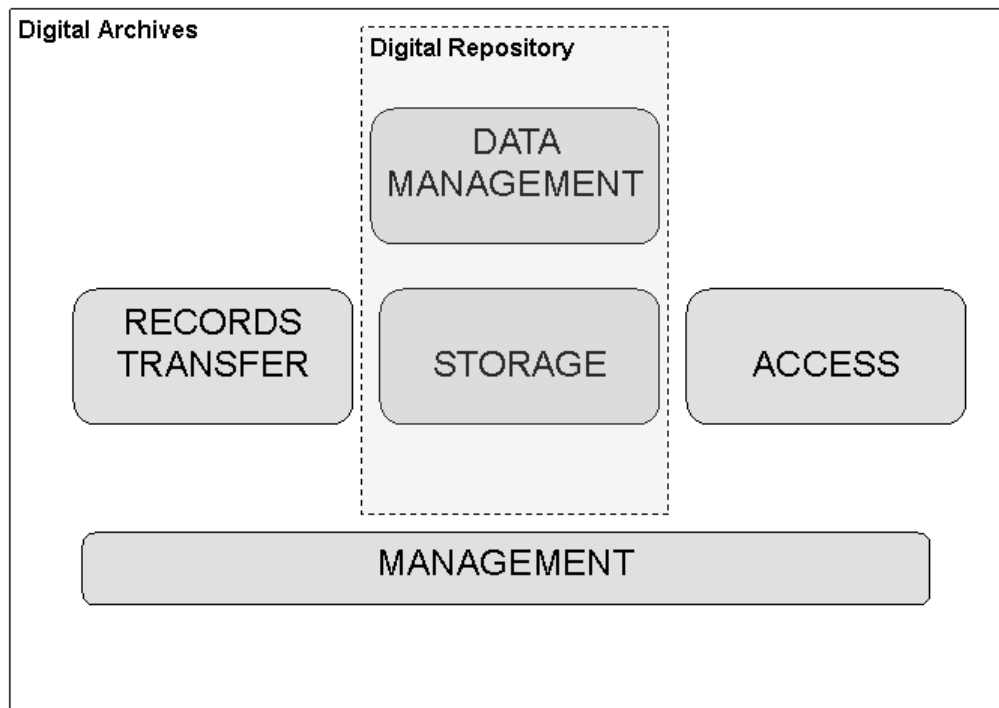 Digital Archives
Digital Repository
DATA
MANAGEMENT
RECORDS
TRANSFER
STORAGE
ACCESS
MANAGEMENT